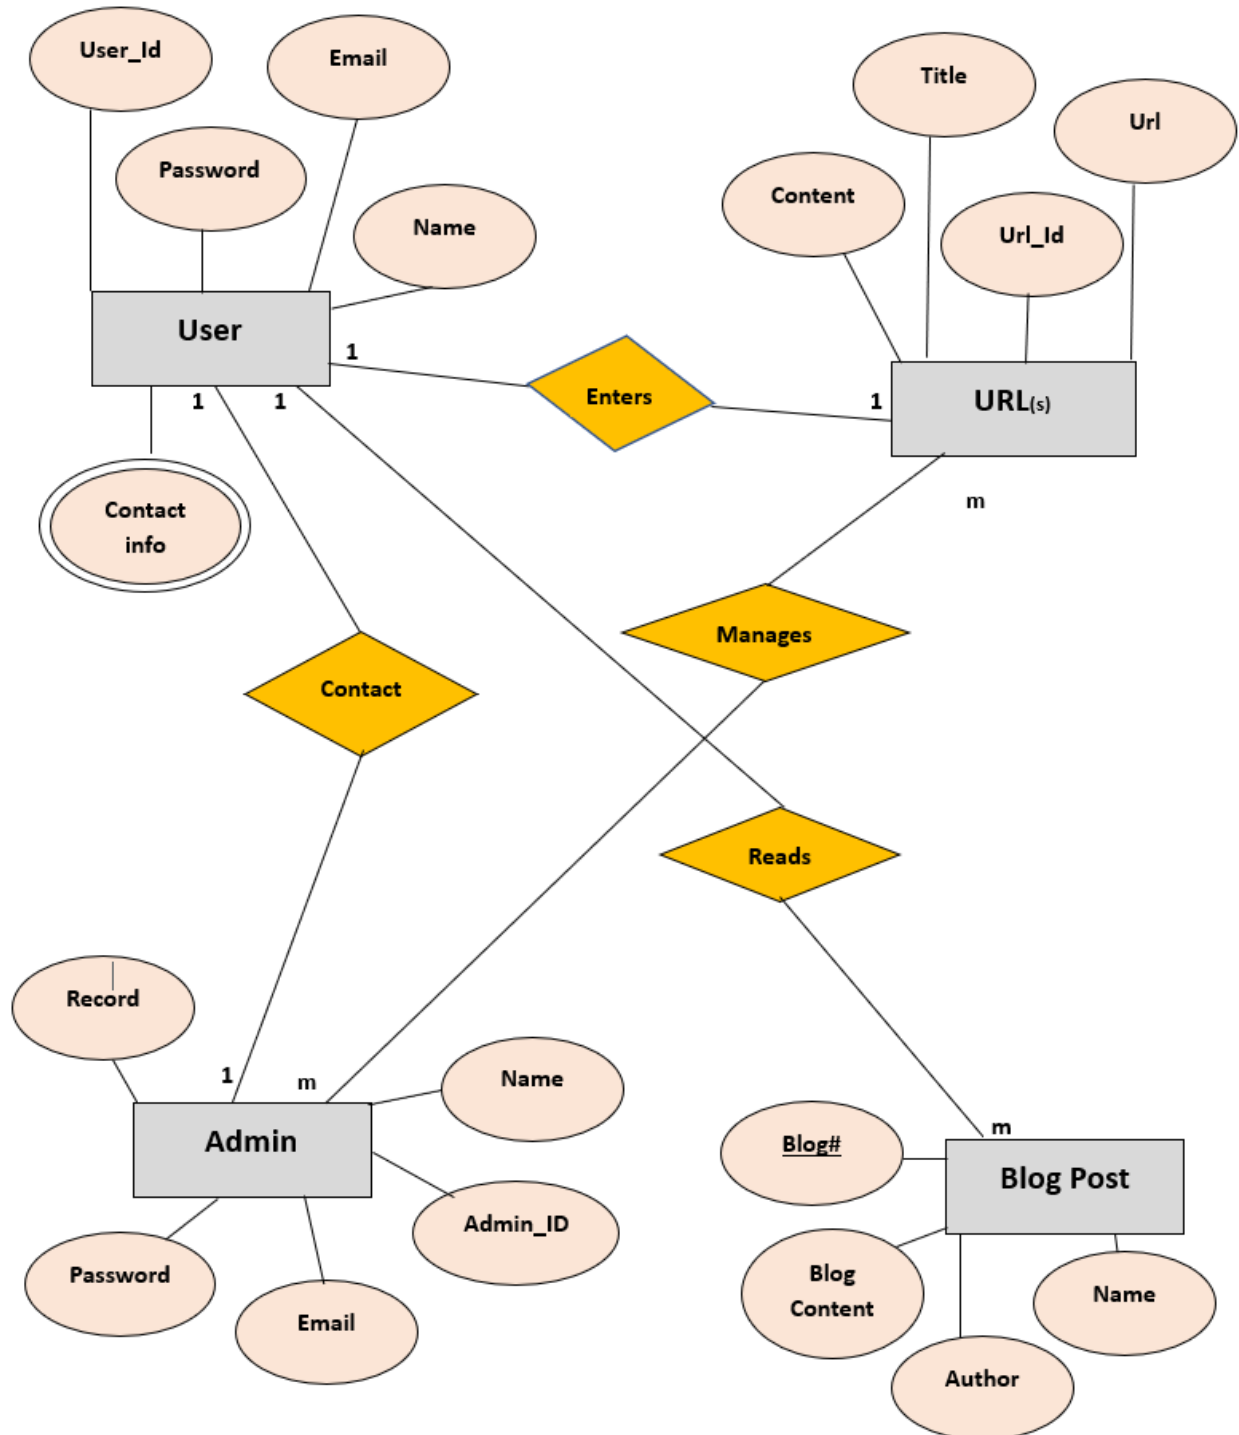 User_Id
Email
Password
Name
User
1
1
1
Contact
info
Title
Url
Content
Url_Id
URL(s)
Enters
1
m
Manages
Contact
Reads
Record
1
m
Name
Admin
Admin_ID
Password
Email
m
Blog#
Blog Post
Blog
Content
Name
Author